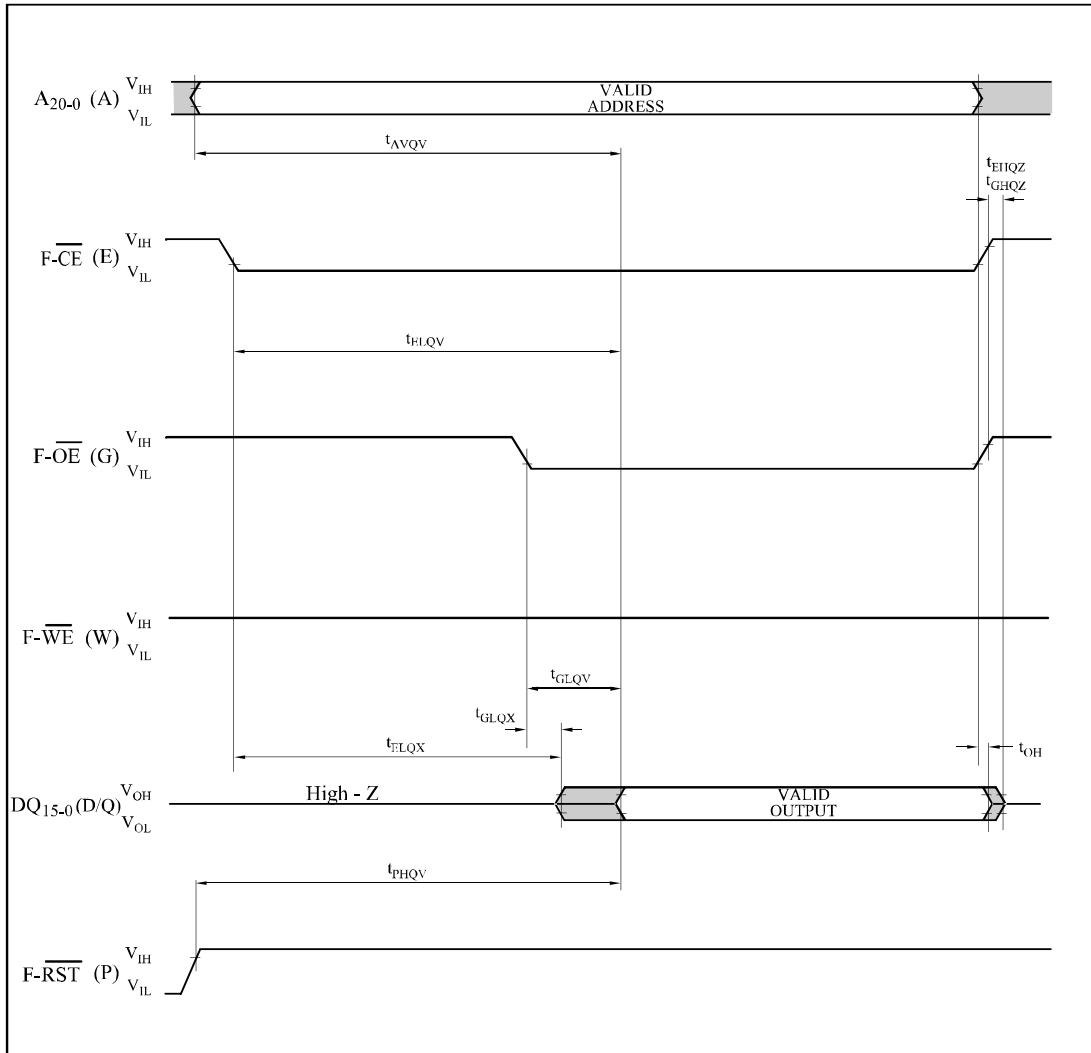 A20-0 (A) VIH
VIL
VALID
ADDRESS
tAVQV
tEHQZ
tGHQZ
F-CE (E) VIH
VIL
tELQV
F-OE (G) VIH
VIL
F-WE (W) VIH
VIL
tGLQV
tGLQX
tELQX
tOH
DQ15-0 (D/Q) VOH
VOL
High - Z
VALID
OUTPUT
tPHQV
F-RST (P) VIH
VIL